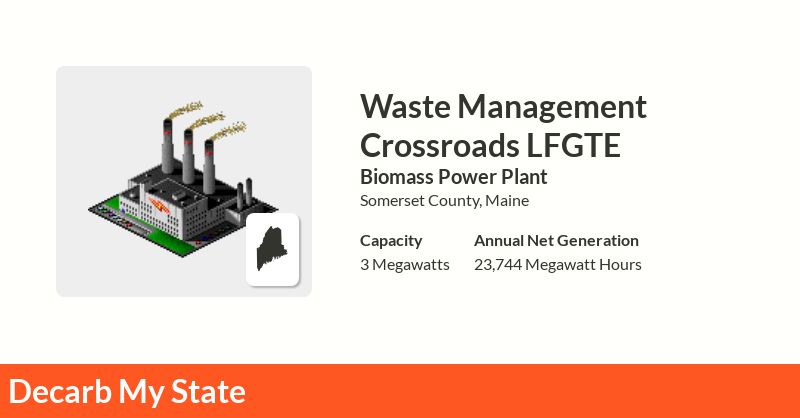 Waste Management
Crossroads LFGTE
Biomass Power Plant
Somerset County, Maine
Capacity Annual Net Generation
3 Megawatts 23,744 Megawatt Hours
Decarb My State